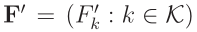 𝐅′ = (F′ₖ : k ∈ 𝒦)